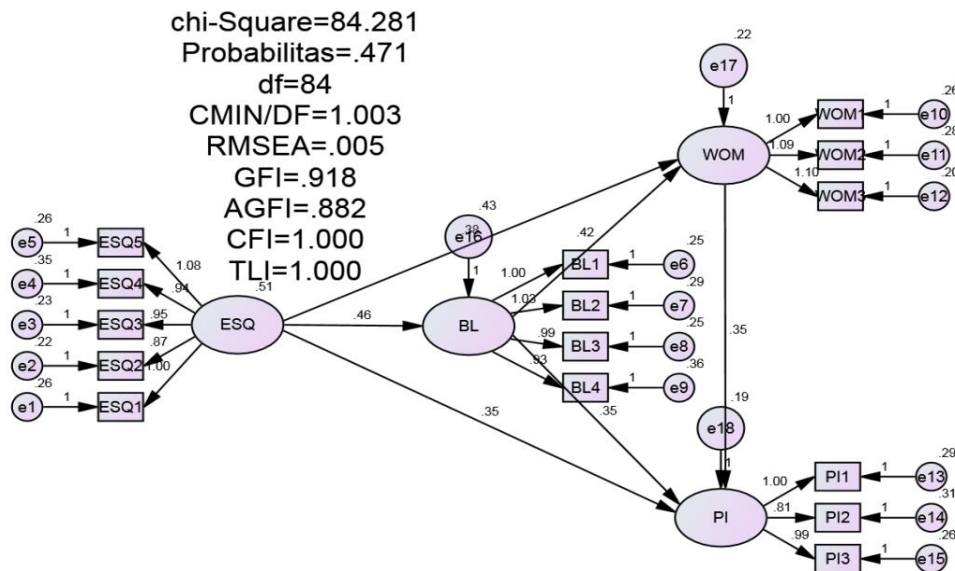 chi-Square=84.281
Probabilitas=.471
df=84
CMIN/DF=1.003
RMSEA=.005
GFI=.918
AGFI=.882
CFI=1.000
TLI=1.000
.22
e17
1
WOM
1.00
WOM1
1
.26
e10
1.09
WOM2
1
.28
e11
1.10
WOM3
1
.20
e12
.43
.38
e16
1
.42
.26
e5
1
ESQ5
1.08
.35
e4
1
ESQ4
.94
.23
e3
1
ESQ3
.95
.22
e2
1
ESQ2
.87
.26
e1
1
ESQ1
1.00
.51
ESQ
.46
BL
1.00
BL1
1
.25
e6
1.03
BL2
1
.29
e7
.99
BL3
1
.25
e8
.93
BL4
1
.36
e9
.35
.35
.35
.19
e18
1
PI
1.00
PI1
1
.29
e13
.81
PI2
1
.31
e14
.99
PI3
1
.26
e15